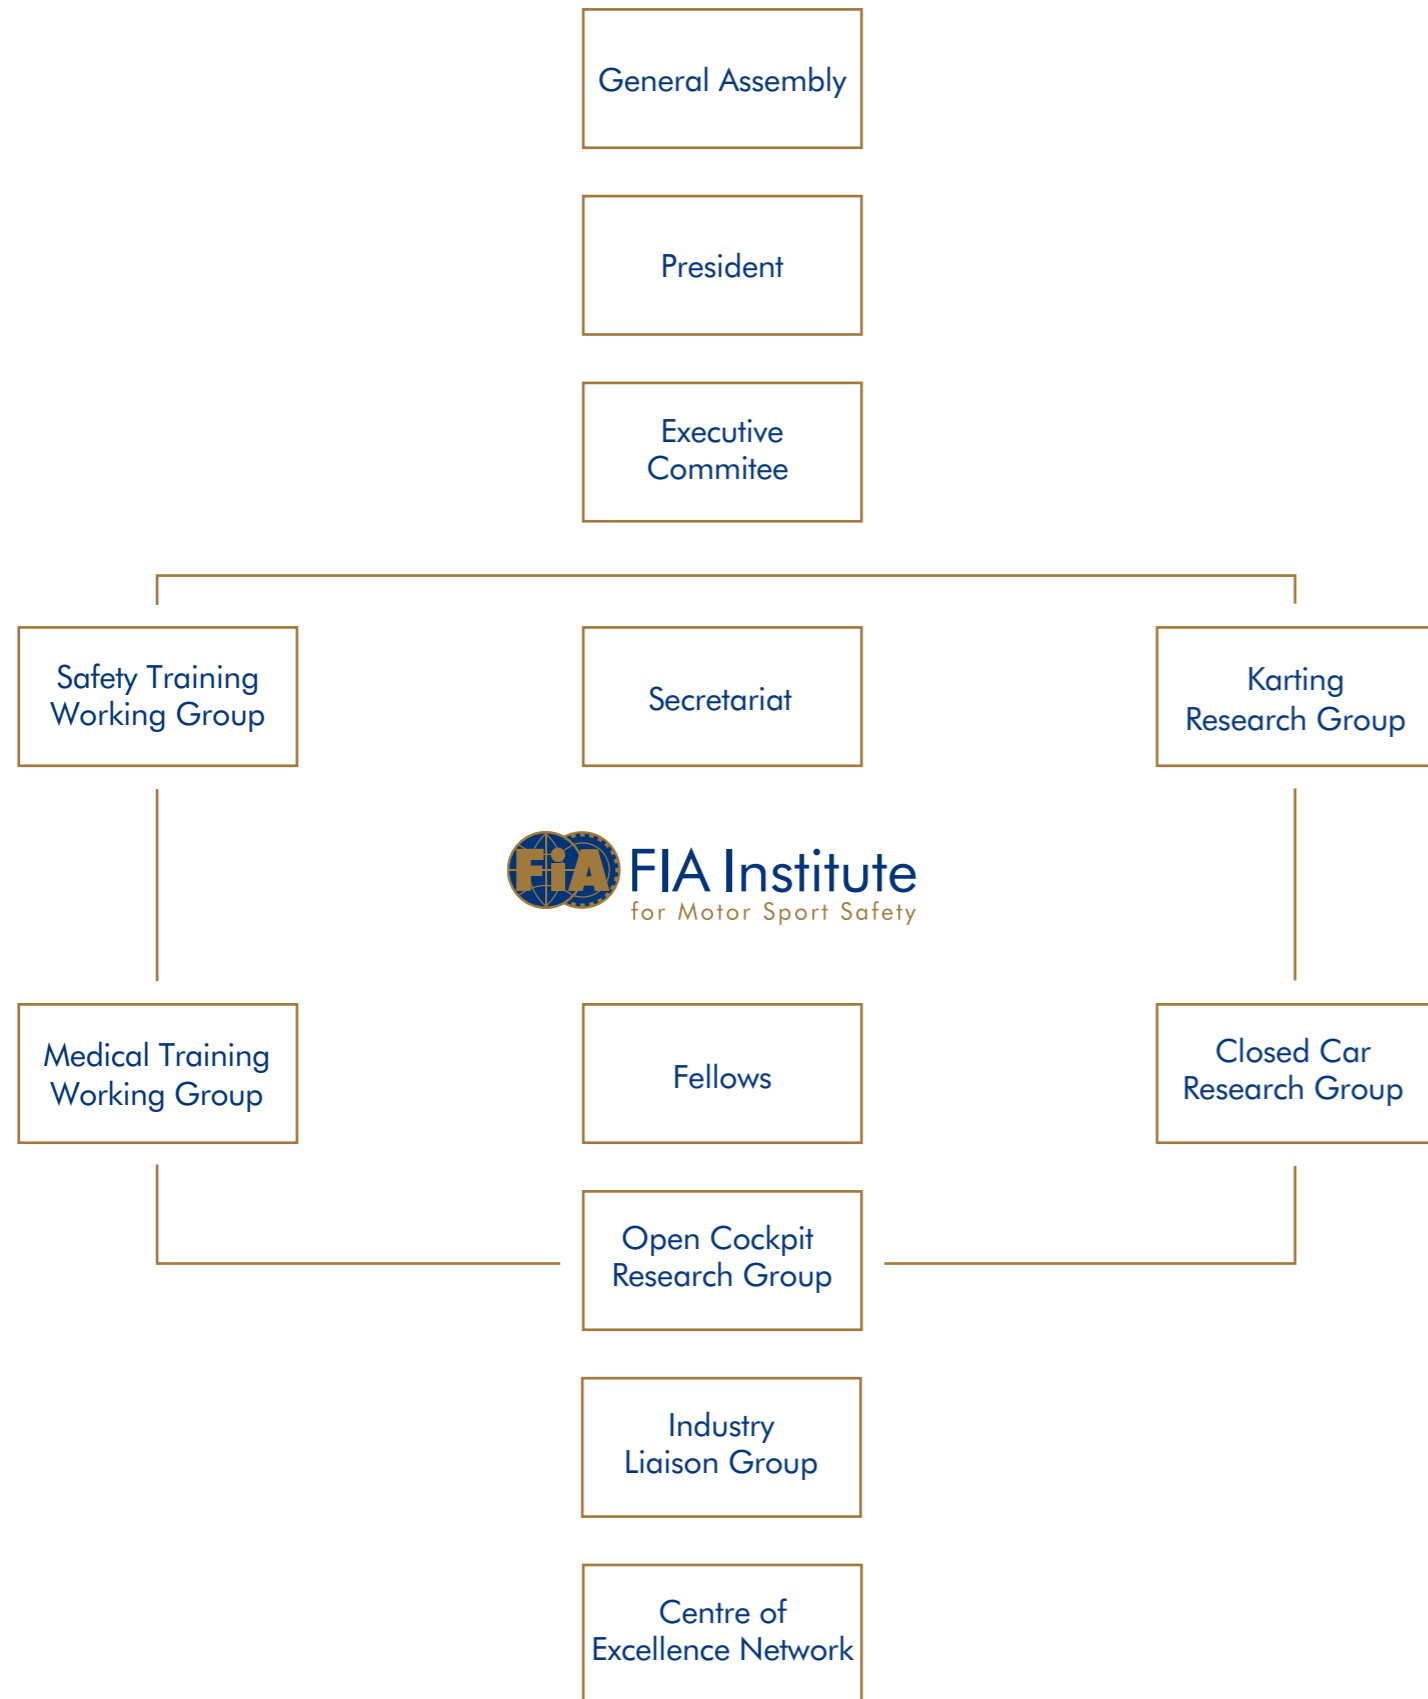 General Assembly
President
Executive
Commitee
Safety Training
Working Group
Secretariat
Karting
Research Group
FiA
FIA Institute
for Motor Sport Safety
Medical Training
Working Group
Fellows
Closed Car
Research Group
Open Cockpit
Research Group
Industry
Liaison Group
Centre of
Excellence Network